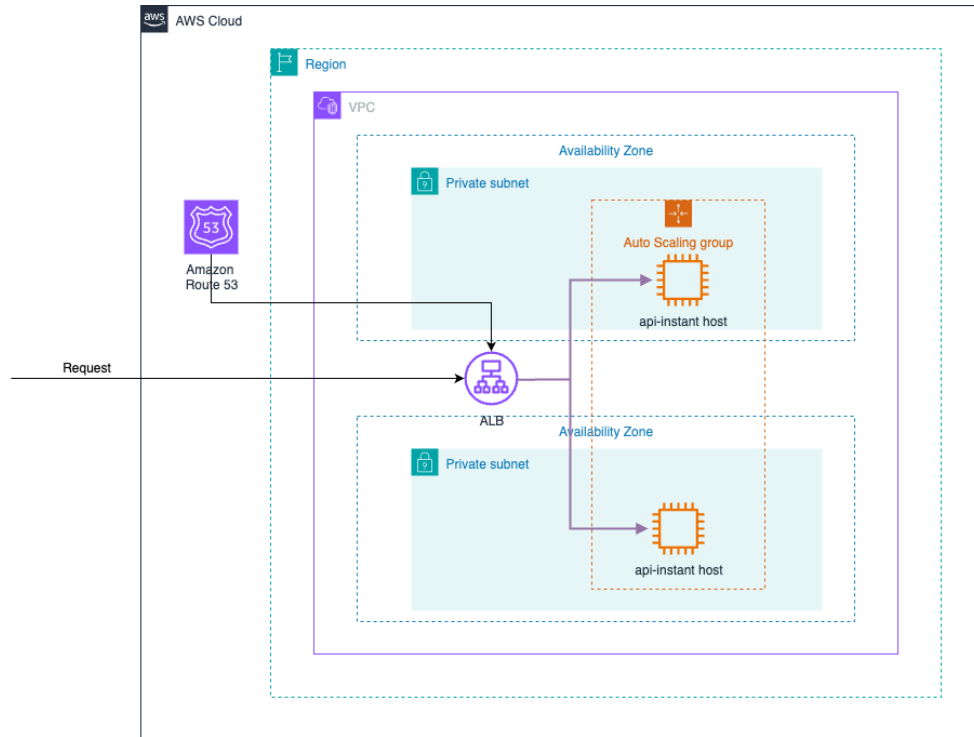 aws
AWS Cloud
Region
VPC
Availability Zone
Private subnet
53
Auto Scaling group
Amazon
Route 53
api-instant host
Request
ALB
Availability Zone
Private subnet
api-instant host